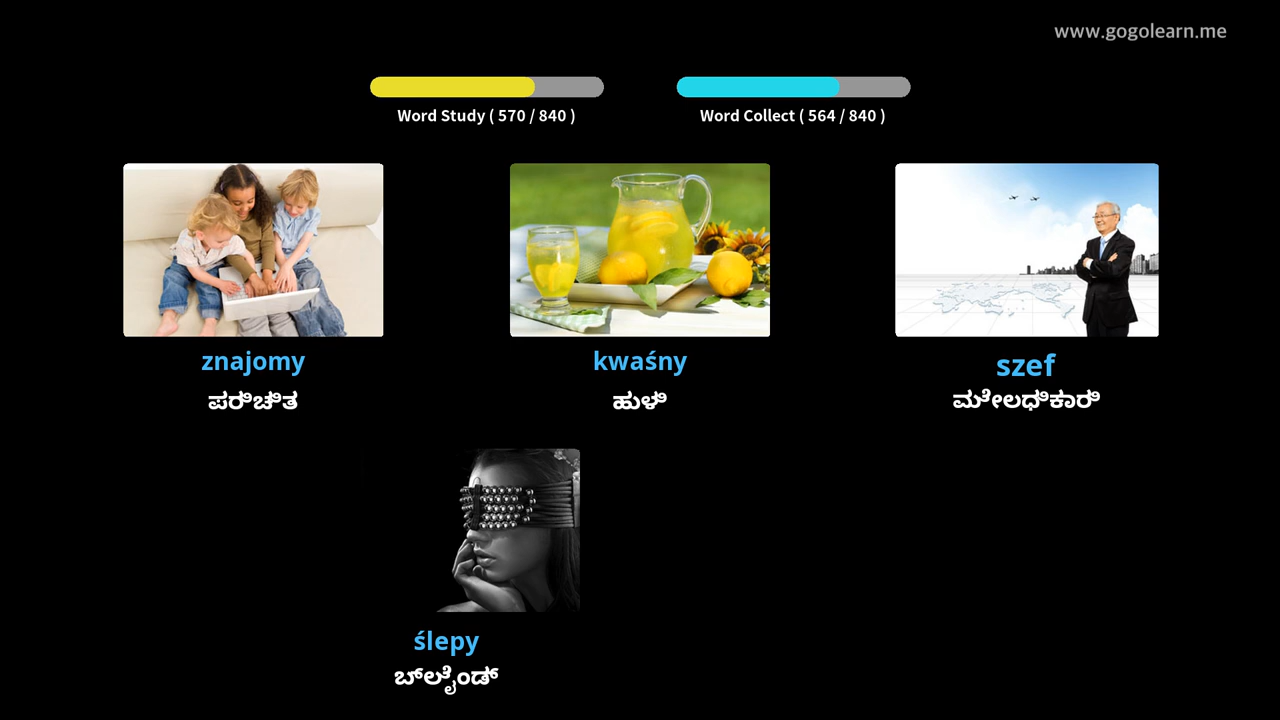 www.gogolearn.me
Word Study ( 570 / 840 )
Word Collect ( 564 / 840 )
znajomy
ಪರಿಚಿತ
kwaśny
ಹುಳಿ
szef
ಮೇಲಧಿಕಾರಿ
ślepy
ಬ್ಲೈಂಡ್